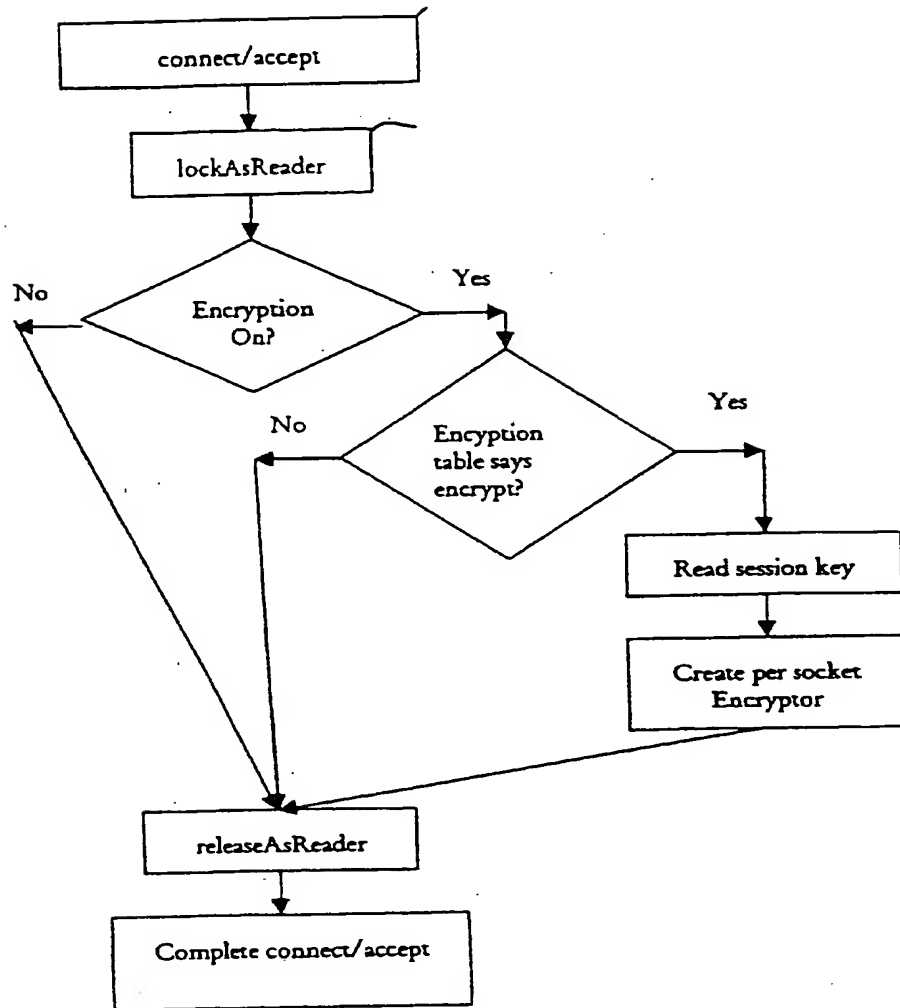 connect/accept
lockAsReader
No
Yes
Encryption
On?
No
Yes
Encyption
table says
encrypt?
Read session key
Create per socket
Encryptor
releaseAsReader
Complete connect/accept